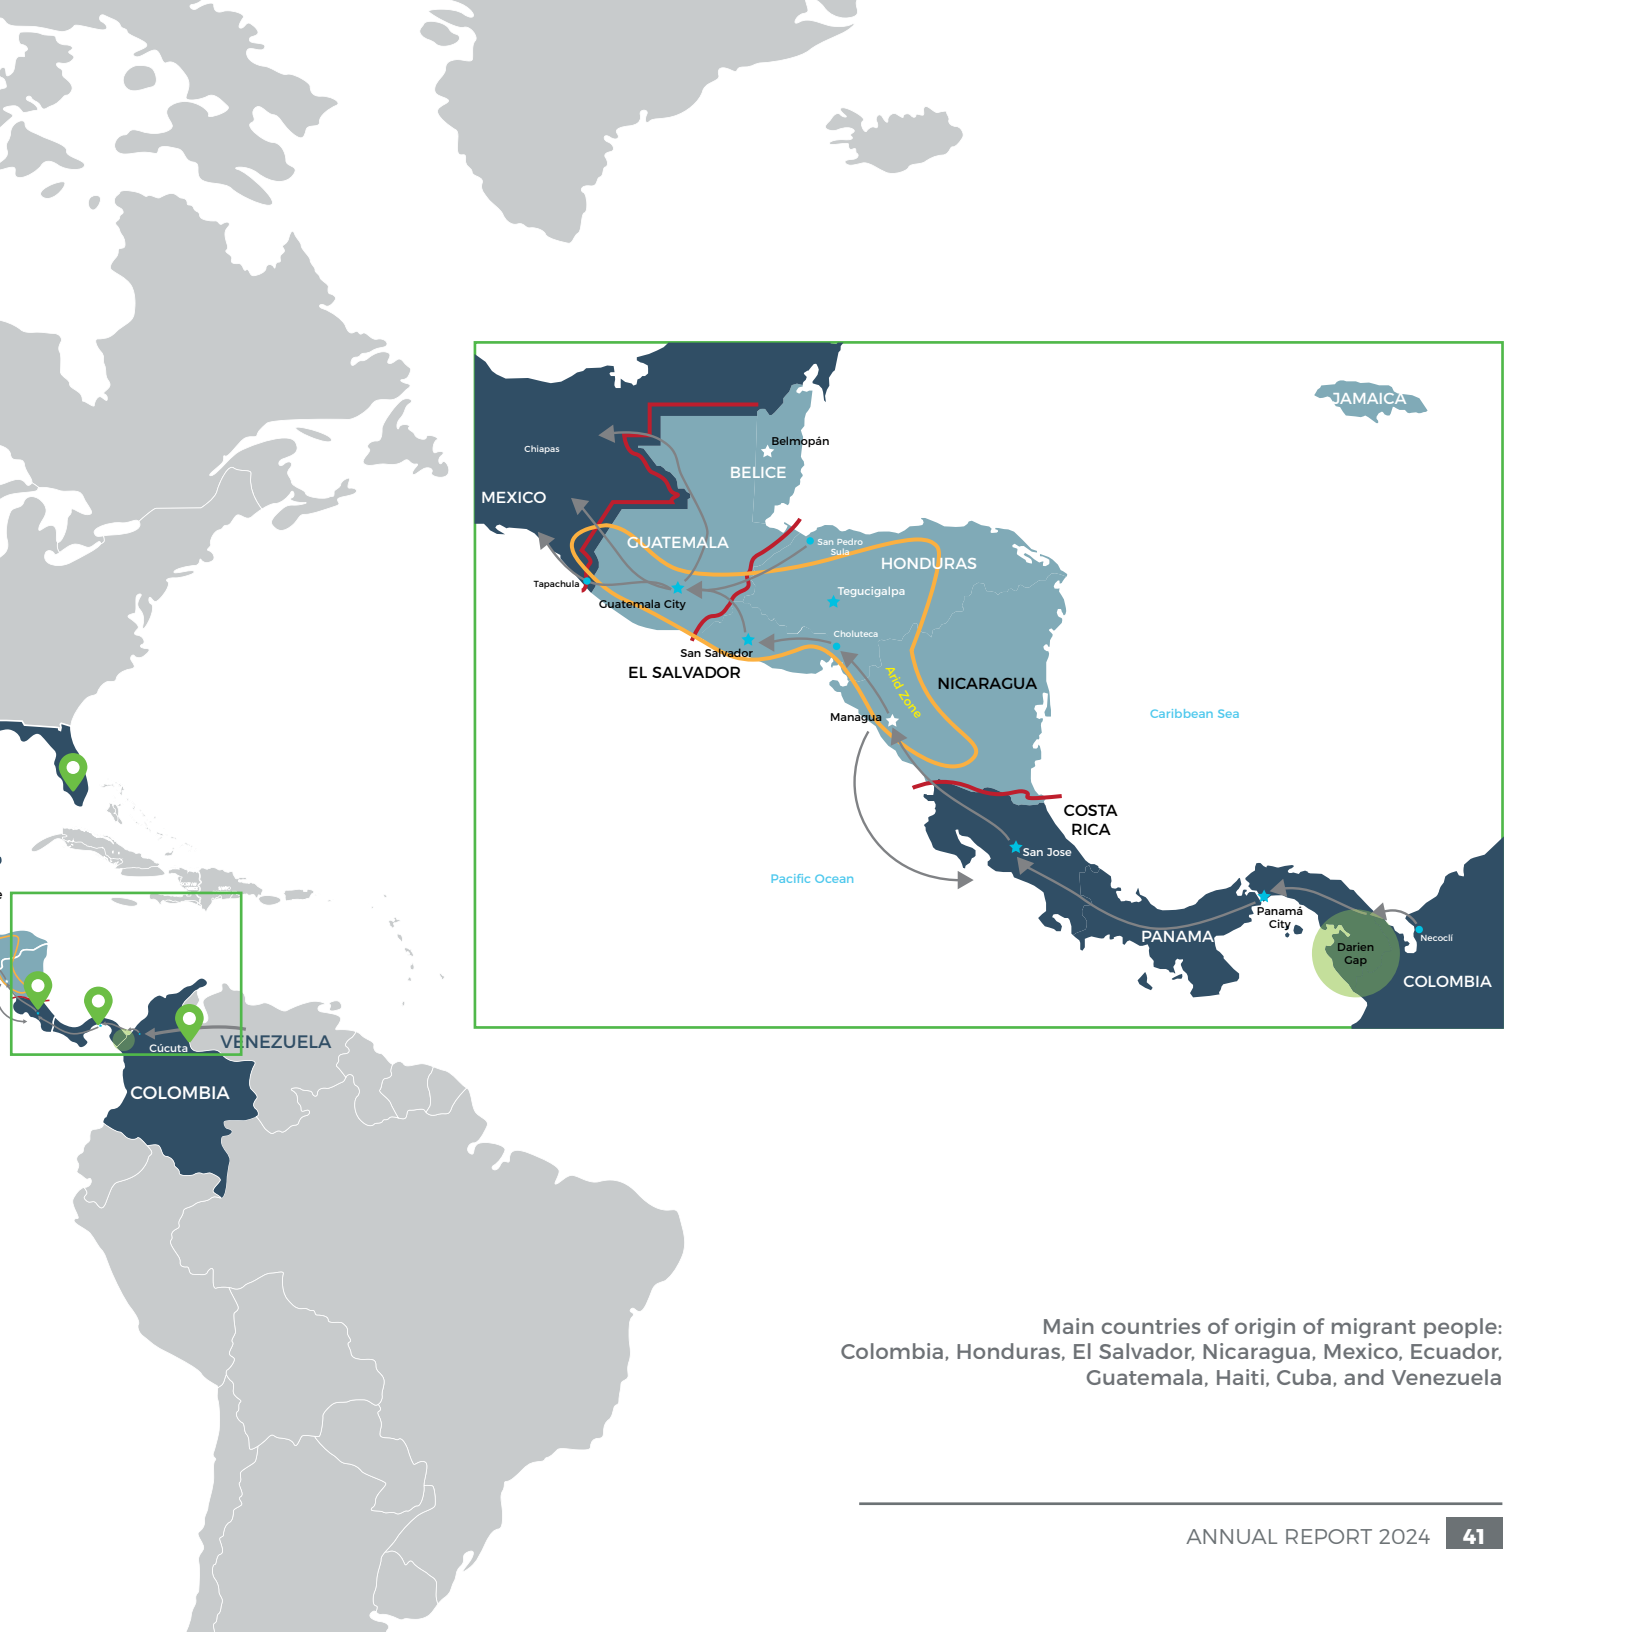 JAMAICA
Belmopán
Chiapas
BELICE
MEXICO
San Pedro
Sula
GUATEMALA
HONDURAS
Tapachula
Tegucigalpa
Guatemala City
Choluteca
San Salvador
EL SALVADOR
Arid Zone
NICARAGUA
Managua
Caribbean Sea
COSTA
RICA
San Jose
Pacific Ocean
Panamá
City
PANAMA
Necoclí
Darien
Gap
COLOMBIA
VENEZUELA
Cúcuta
COLOMBIA
Main countries of origin of migrant people:
Colombia, Honduras, El Salvador, Nicaragua, Mexico, Ecuador,
Guatemala, Haiti, Cuba, and Venezuela
ANNUAL REPORT 2024 41